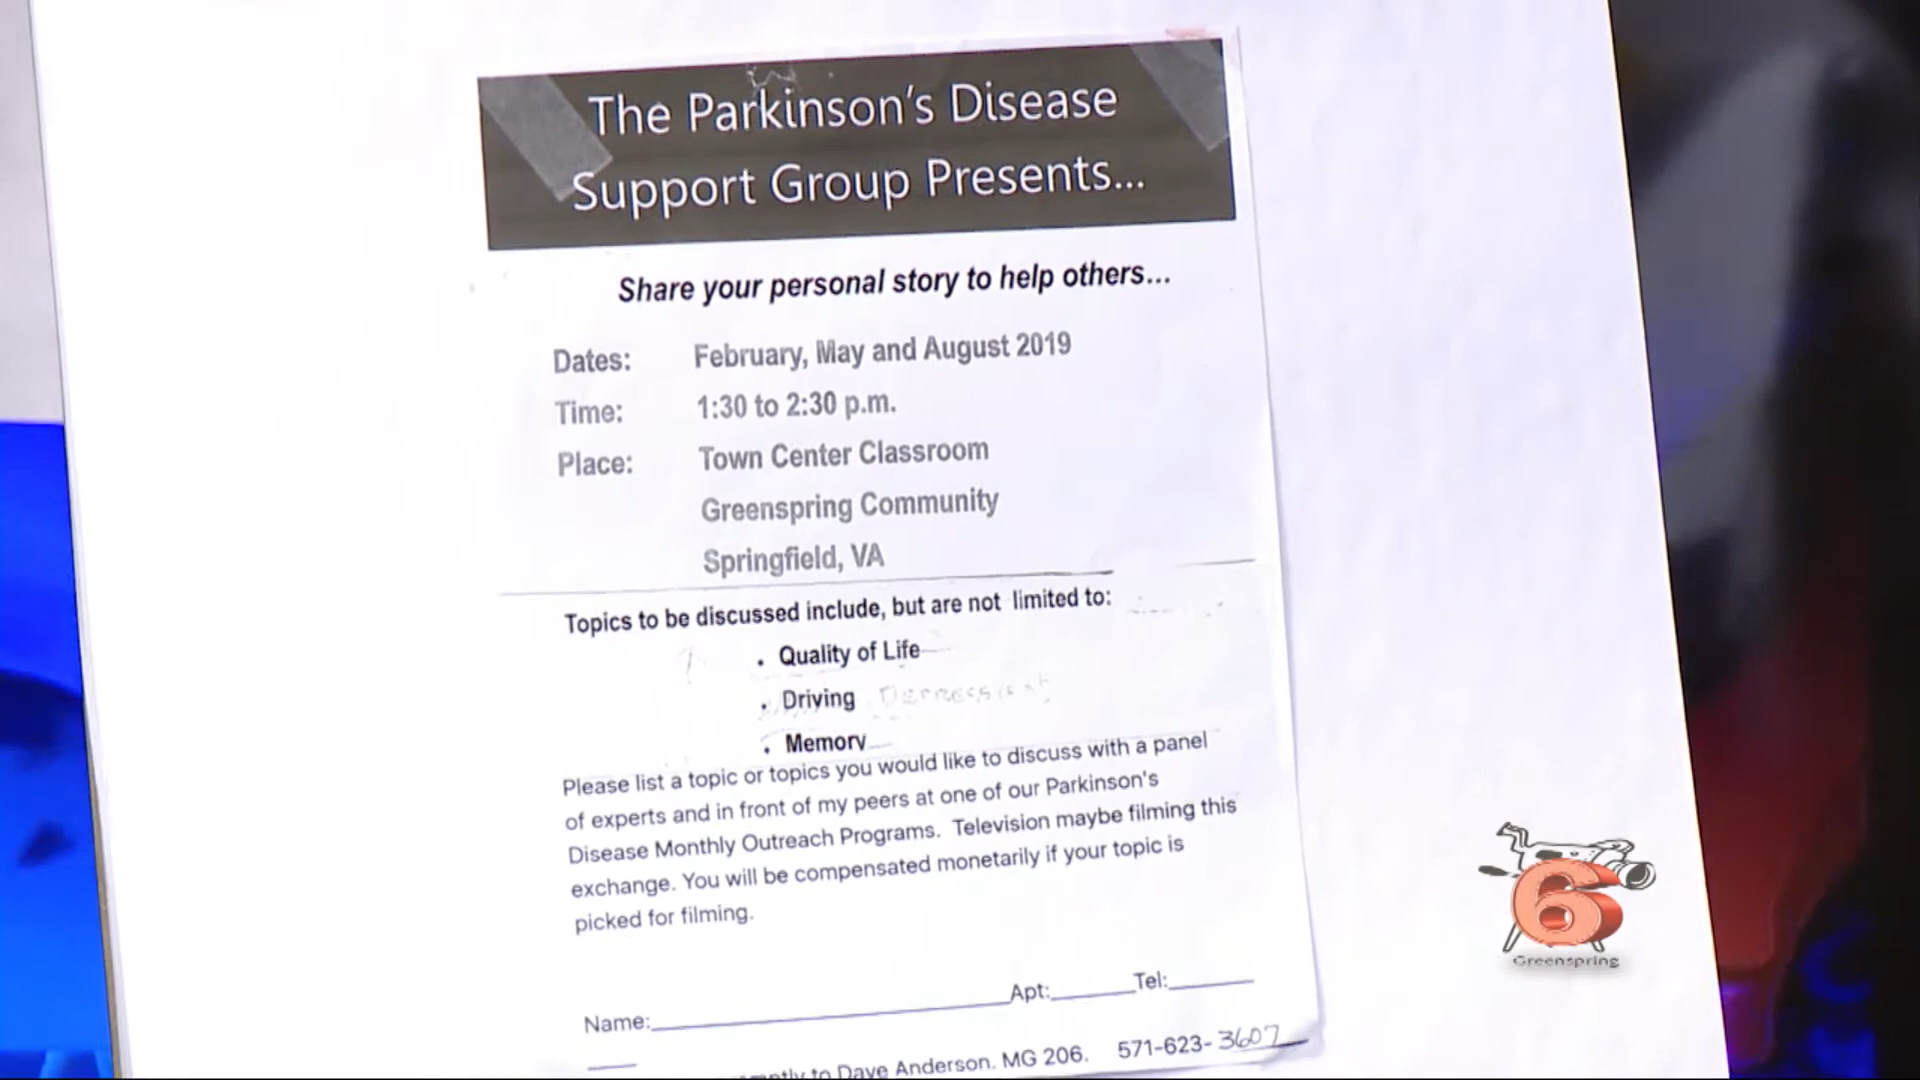 The Parkinson's Disease
Support Group Presents...
Share your personal story to help others...
Dates: February, May and August 2019
Time: 1:30 to 2:30 p.m.
Place: Town Center Classroom
Greenspring Community
Springfield, VA
Topics to be discussed include, but are not limited to:
• Quality of Life
• Driving
• Memory
Please list a topic or topics you would like to discuss with a panel
of experts and in front of my peers at one of our Parkinson's
Disease Monthly Outreach Programs. Television maybe filming this
exchange. You will be compensated monetarily if your topic is
picked for filming.
Name: Apt: Tel:
to Dave Anderson. MG 206. 571-623-3607
6
Greenspring